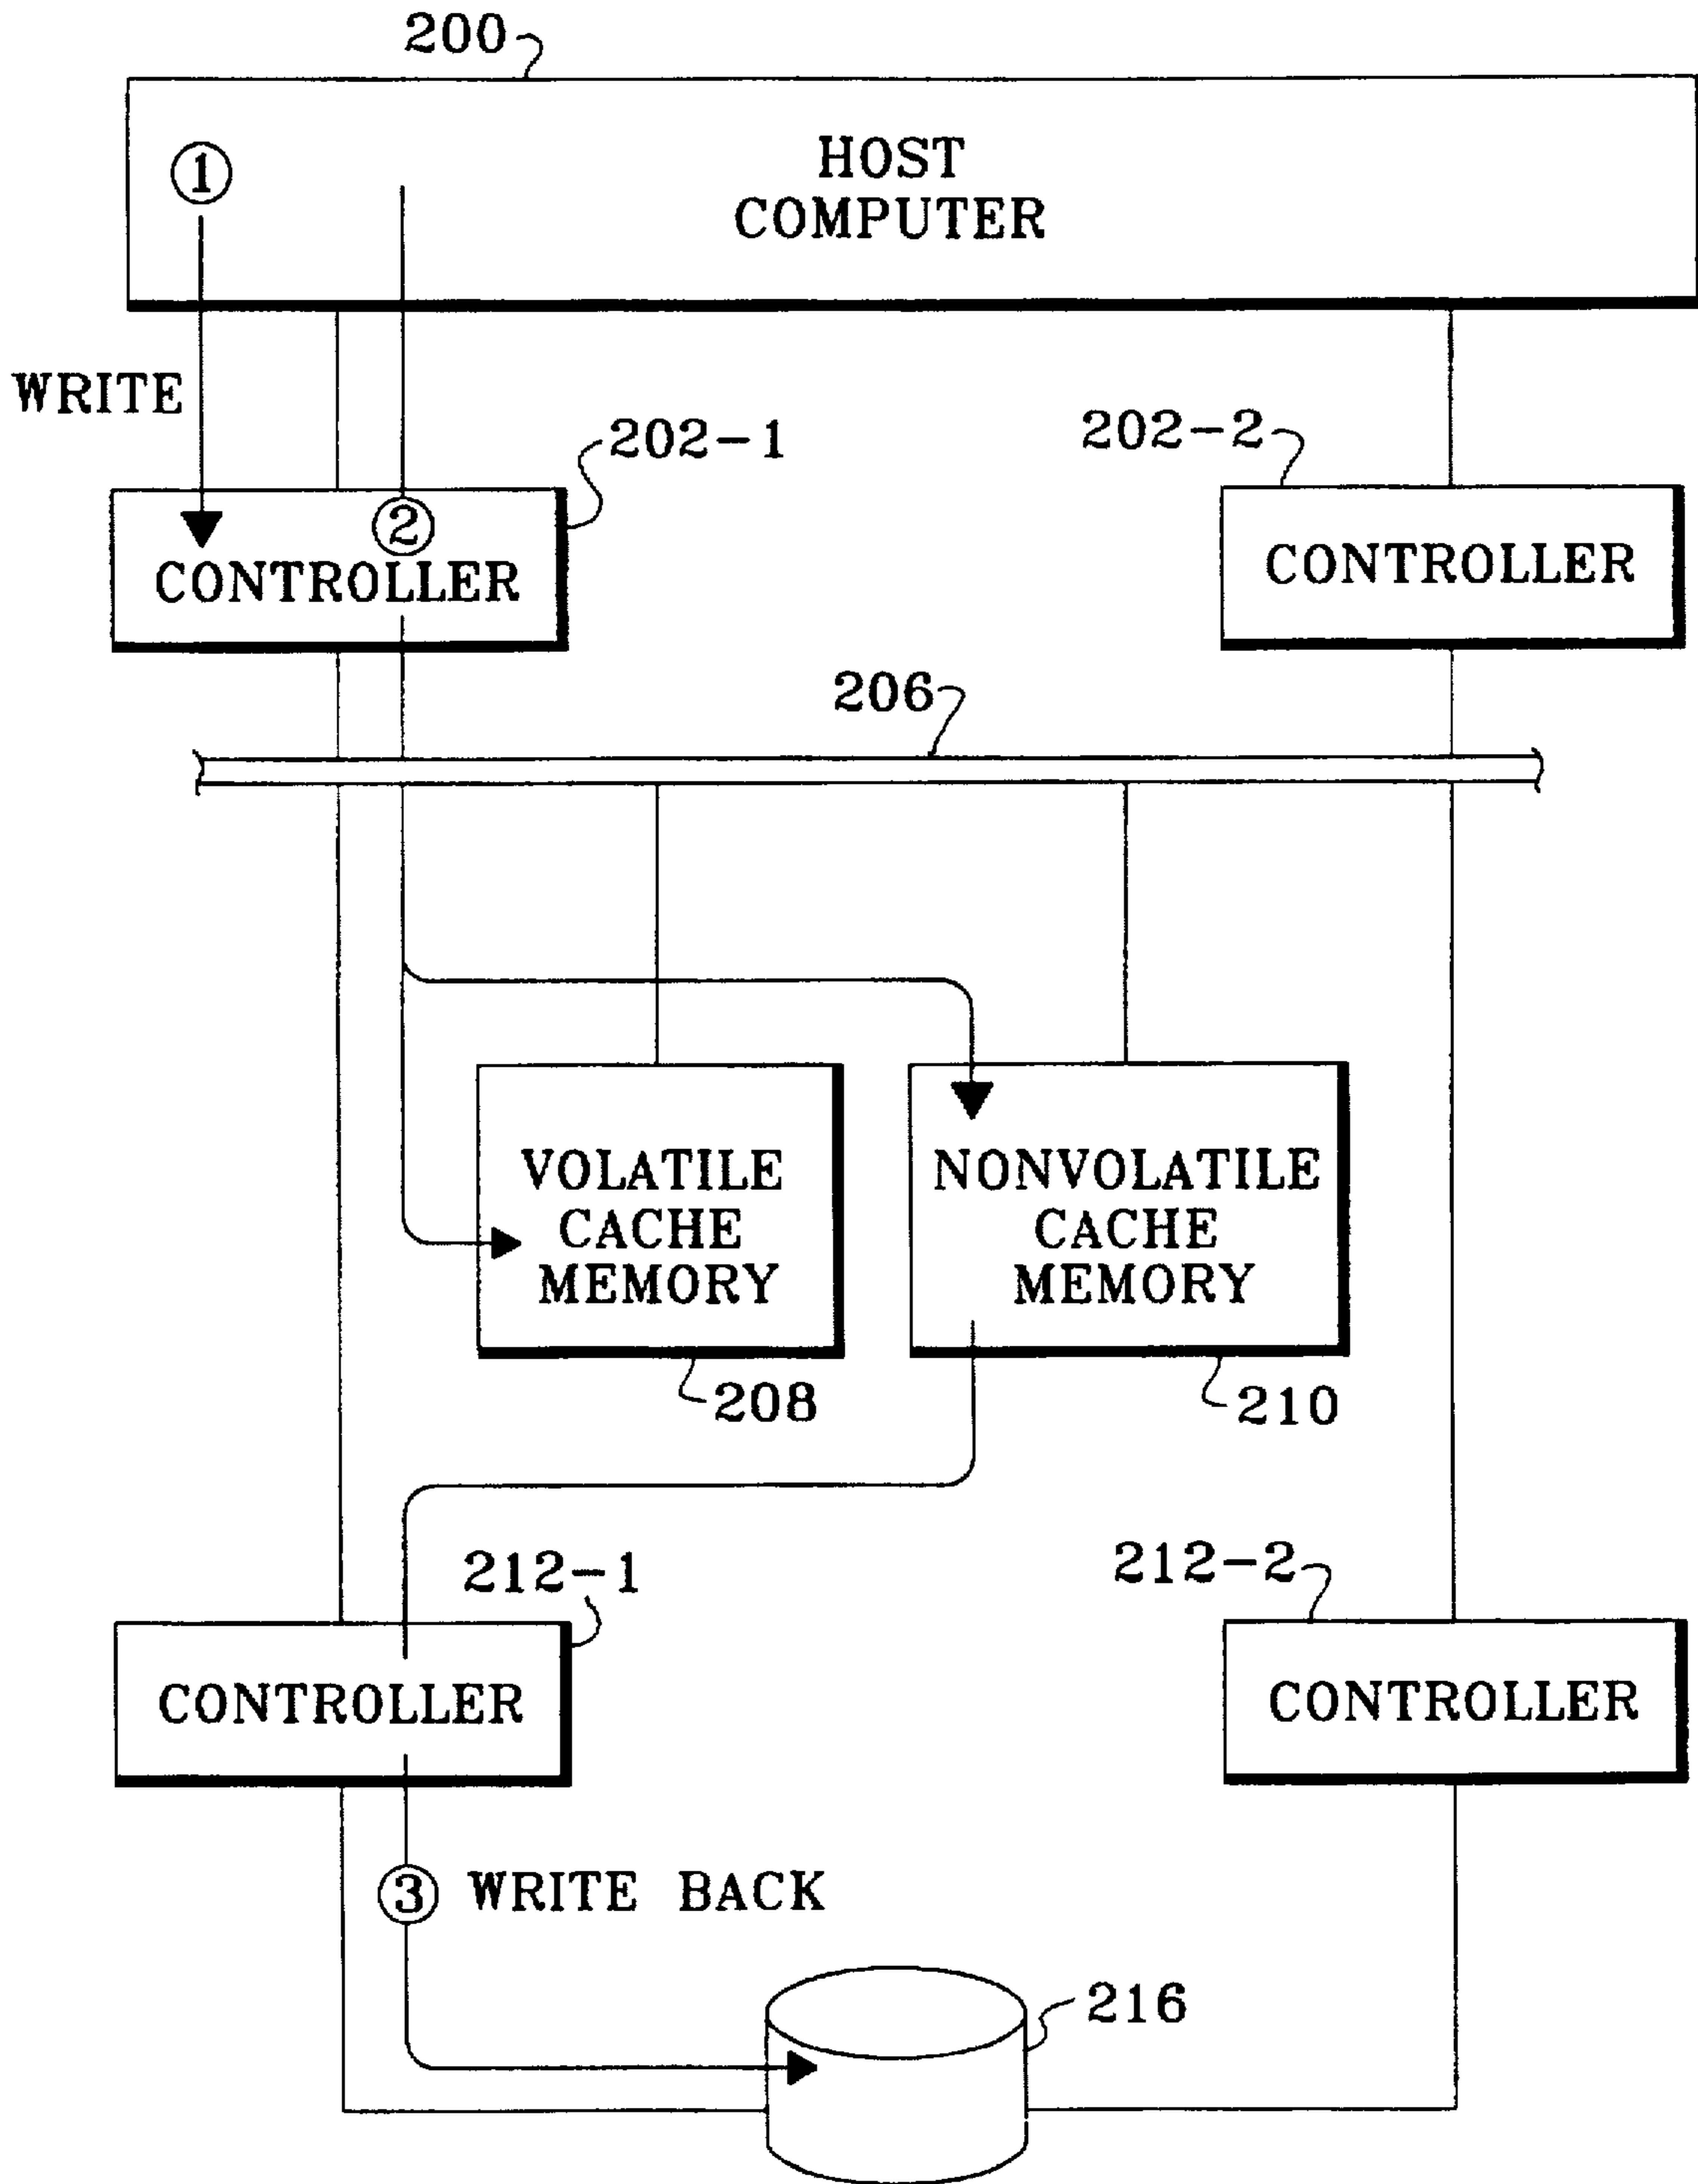 200
①
HOST
COMPUTER
WRITE
202-1
202-2
②
CONTROLLER
CONTROLLER
206
VOLATILE
CACHE
MEMORY
NONVOLATILE
CACHE
MEMORY
208
210
212-1
212-2
CONTROLLER
CONTROLLER
③ WRITE BACK
216